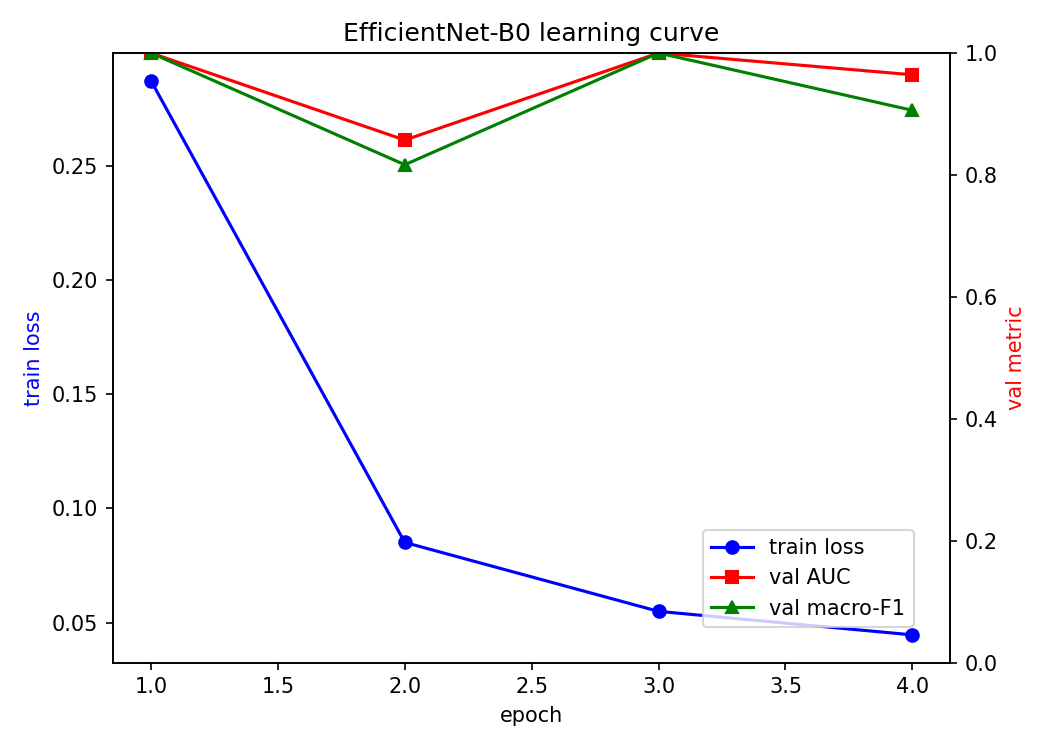 EfficientNet-B0 learning curve
train loss
0.25
0.20
0.15
0.10
0.05
1.0
0.8
0.6
0.4
0.2
0.0
val metric
train loss
val AUC
val macro-F1
1.0 1.5 2.0 2.5 3.0 3.5 4.0
epoch